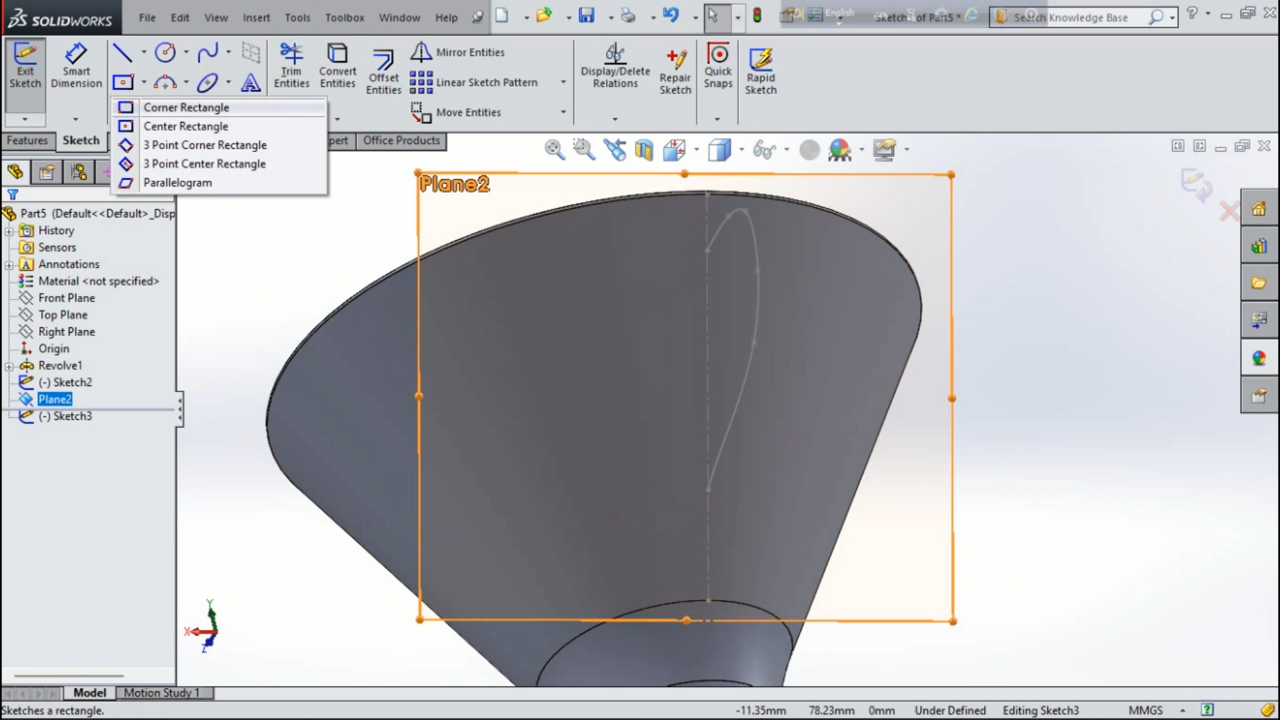 SOLIDWORKS File Edit View Insert Tools Toolbox Window Help English Sketch3 of Part5 * Search Knowledge Base
Exit Sketch
Smart Dimension
Trim Entities
Convert Entities
Offset Entities
Mirror Entities
Linear Sketch Pattern
Move Entities
Display/Delete Relations
Repair Sketch
Quick Snaps
Rapid Sketch
Corner Rectangle
Center Rectangle
3 Point Corner Rectangle
3 Point Center Rectangle
Parallelogram
Features Sketch pert Office Products
Plane2
Part5 (Default<<Default>_Disp
History
Sensors
Annotations
Material <not specified>
Front Plane
Top Plane
Right Plane
Origin
Revolve1
(-) Sketch2
Plane2
(-) Sketch3
Y
X
Z
Model Motion Study 1
Sketches a rectangle. -11.35mm 78.23mm 0mm Under Defined Editing Sketch3 MMGS